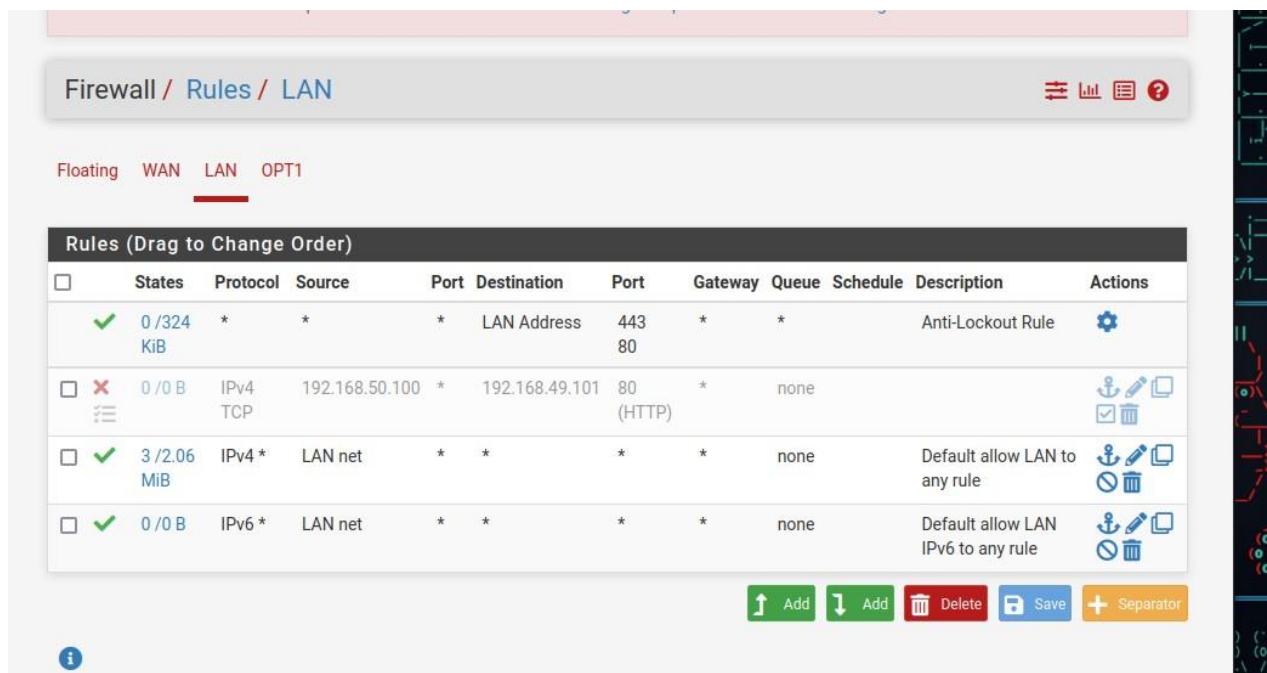 Firewall / Rules / LAN
Floating WAN LAN OPT1
Rules (Drag to Change Order)
States Protocol Source Port Destination Port Gateway Queue Schedule Description Actions
0 /324 * * * LAN Address 443 * * Anti-Lockout Rule
KiB 80
0 /0 B IPv4 192.168.50.100 * 192.168.49.101 80 * none
TCP (HTTP)
3 /2.06 IPv4 * LAN net * * * * none Default allow LAN to
MiB any rule
0 /0 B IPv6 * LAN net * * * * none Default allow LAN
IPv6 to any rule
Add Add Delete Save Separator